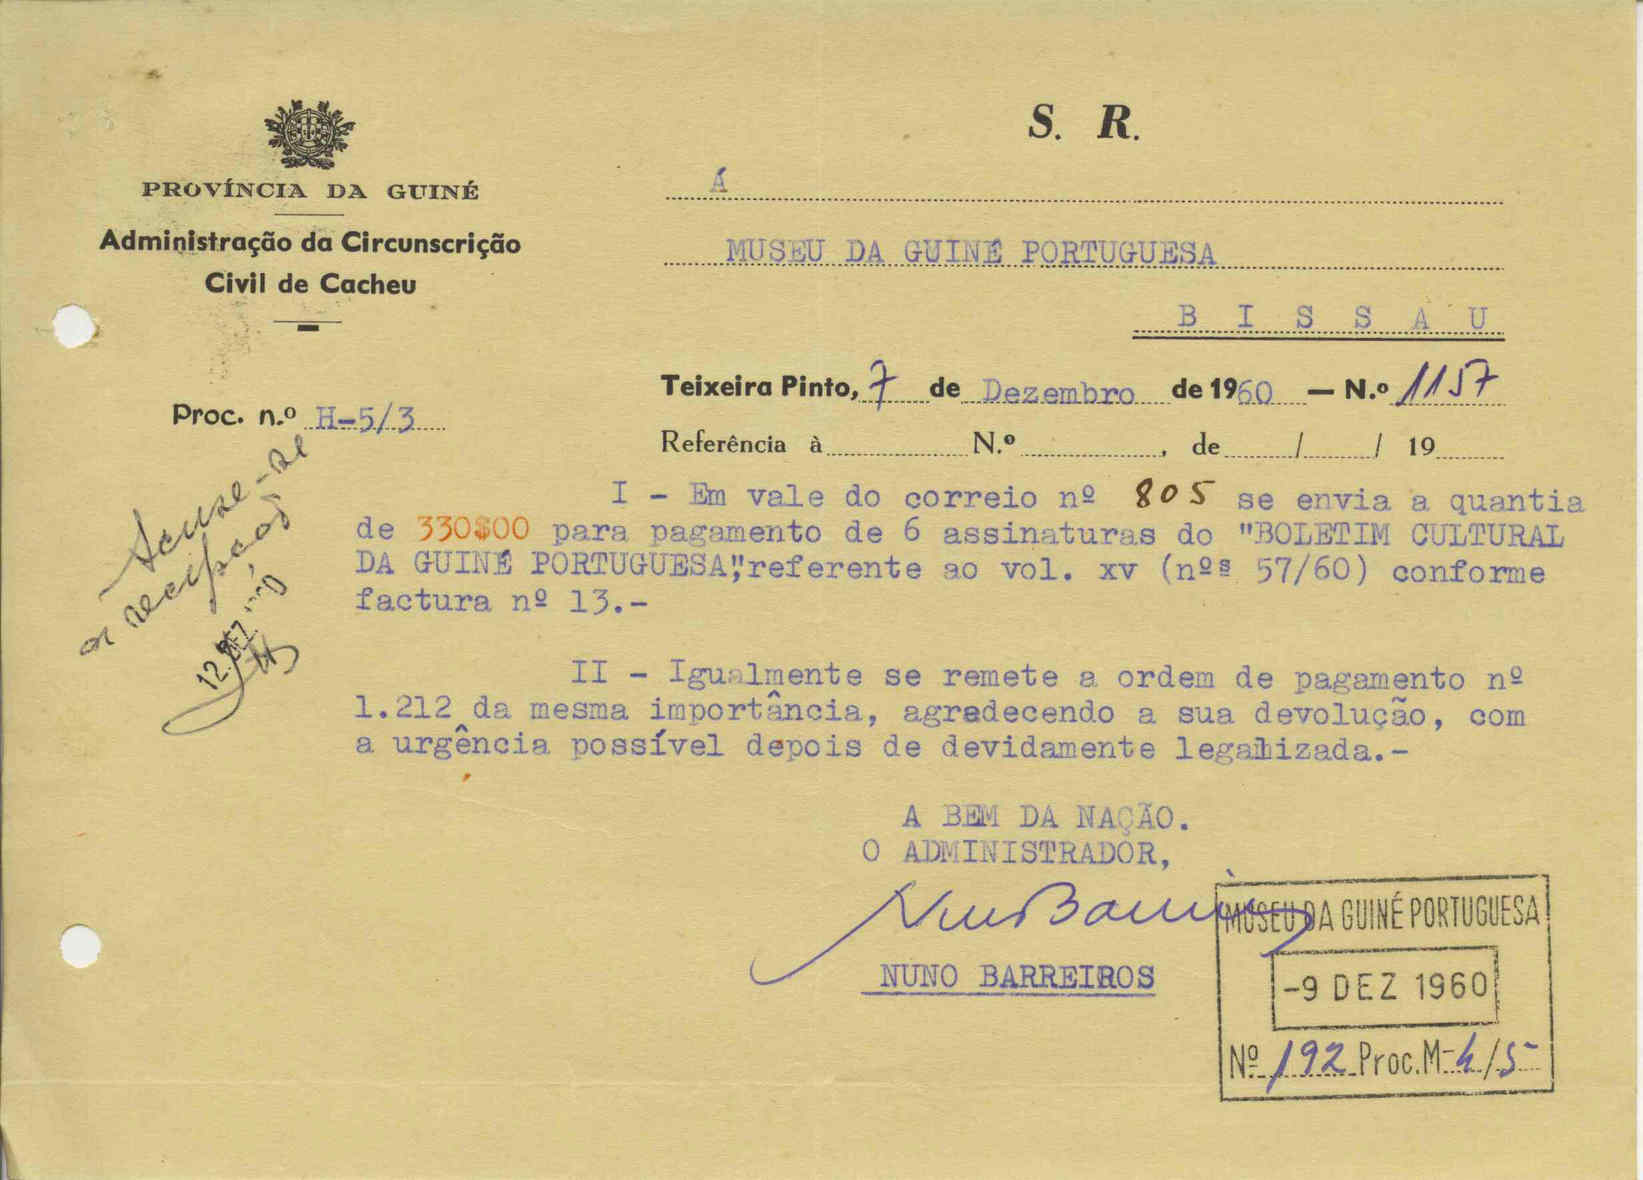 S. R.
PROVÍNCIA DA GUINÉ
Administração da Circunscrição
Civil de Cacheu
Á
MUSEU DA GUINÉ PORTUGUESA
B I S S A U
Teixeira Pinto, 7 de Dezembro de 1960 — N.º 1157
Proc. n.º H-5/3
Referência à N.º , de / / 19
Acuse-se
a recepção
I - Em vale do correio nº 805 se envia a quantia
de 330$00 para pagamento de 6 assinaturas do "BOLETIM CULTURAL
DA GUINÉ PORTUGUESA", referente ao vol. xv (nºs 57/60) conforme
factura nº 13.-
II - Igualmente se remete a ordem de pagamento nº
1.212 da mesma importância, agradecendo a sua devolução, com
a urgência possível depois de devidamente legalizada.-
A BEM DA NAÇÃO.
O ADMINISTRADOR,
NUNO BARREIROS
MUSEU DA GUINÉ PORTUGUESA
-9 DEZ 1960
Nº 192 Proc. M-4/5